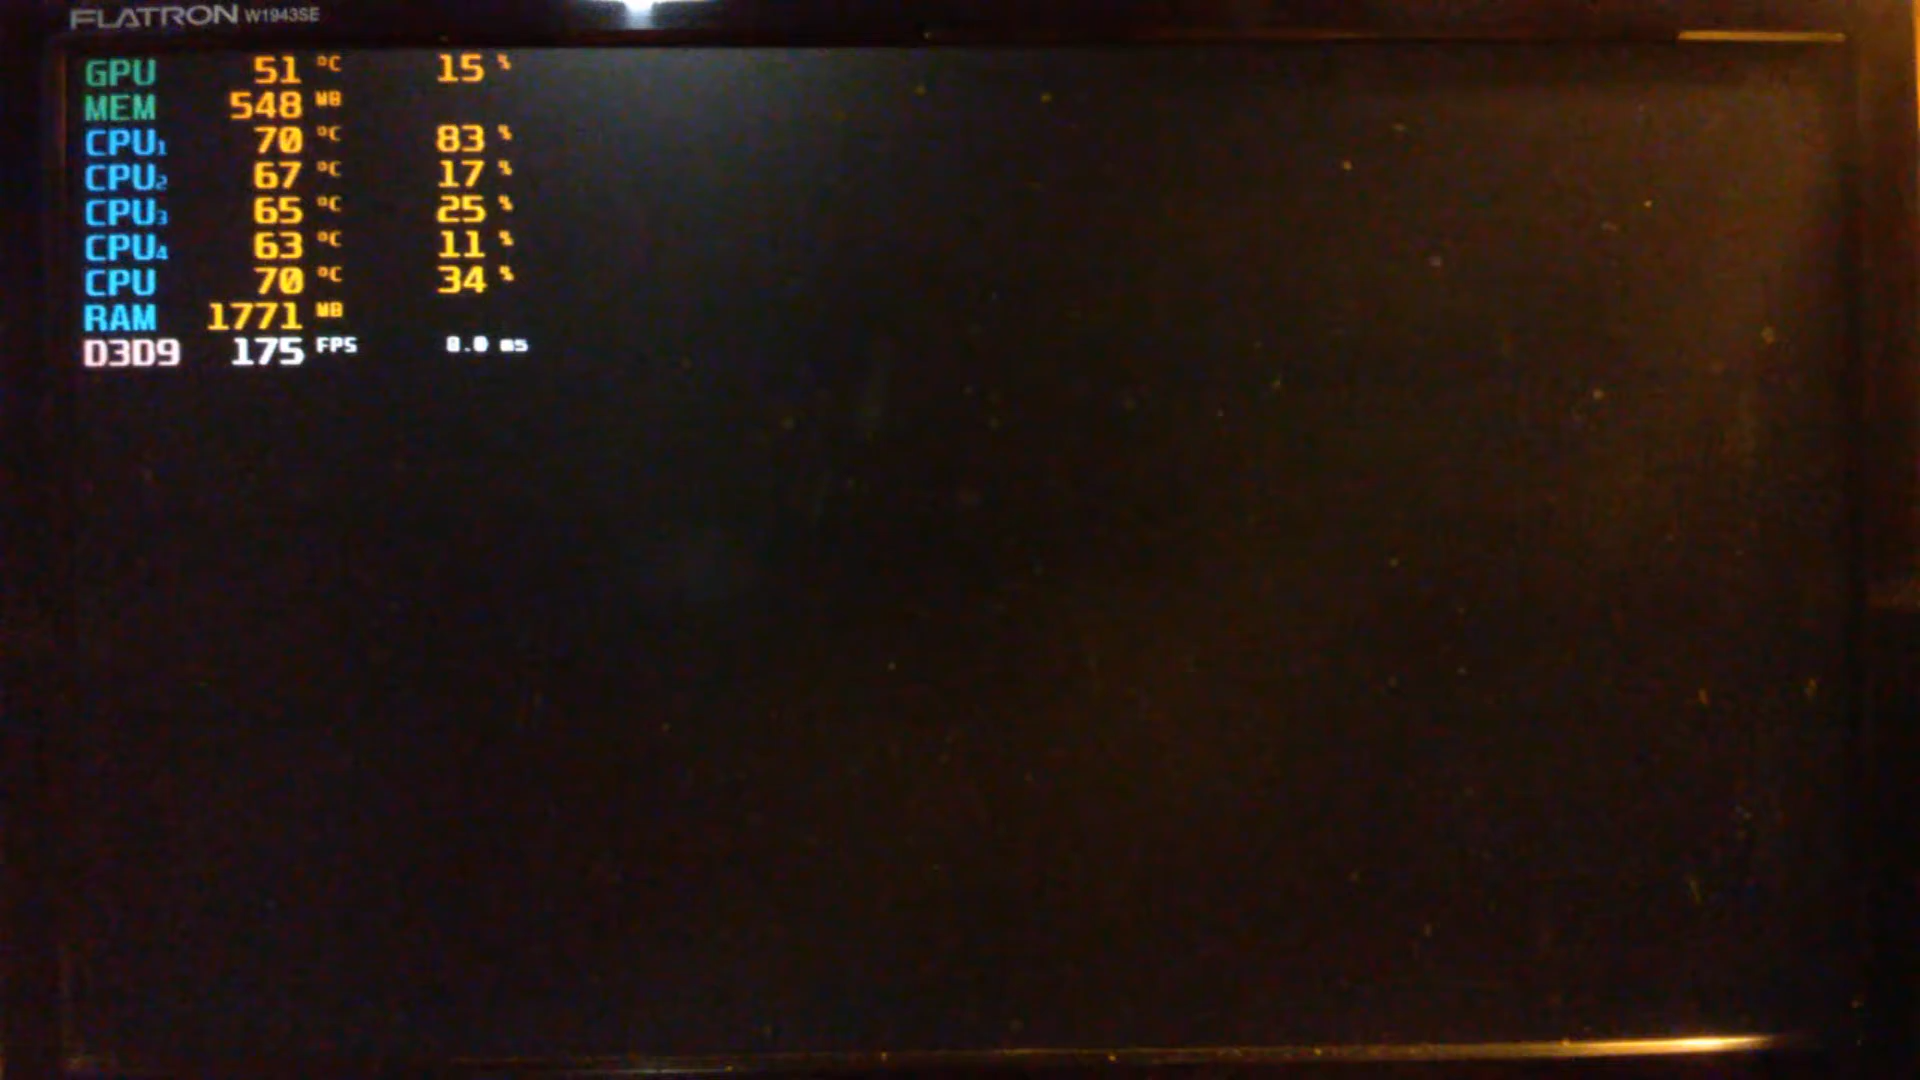 FLATRON W1943SE
GPU 51 °C 15 %
MEM 548 MB
CPU1 70 °C 83 %
CPU2 67 °C 17 %
CPU3 65 °C 25 %
CPU4 63 °C 11 %
CPU 70 °C 34 %
RAM 1771 MB
D3D9 175 FPS 8.0 ms